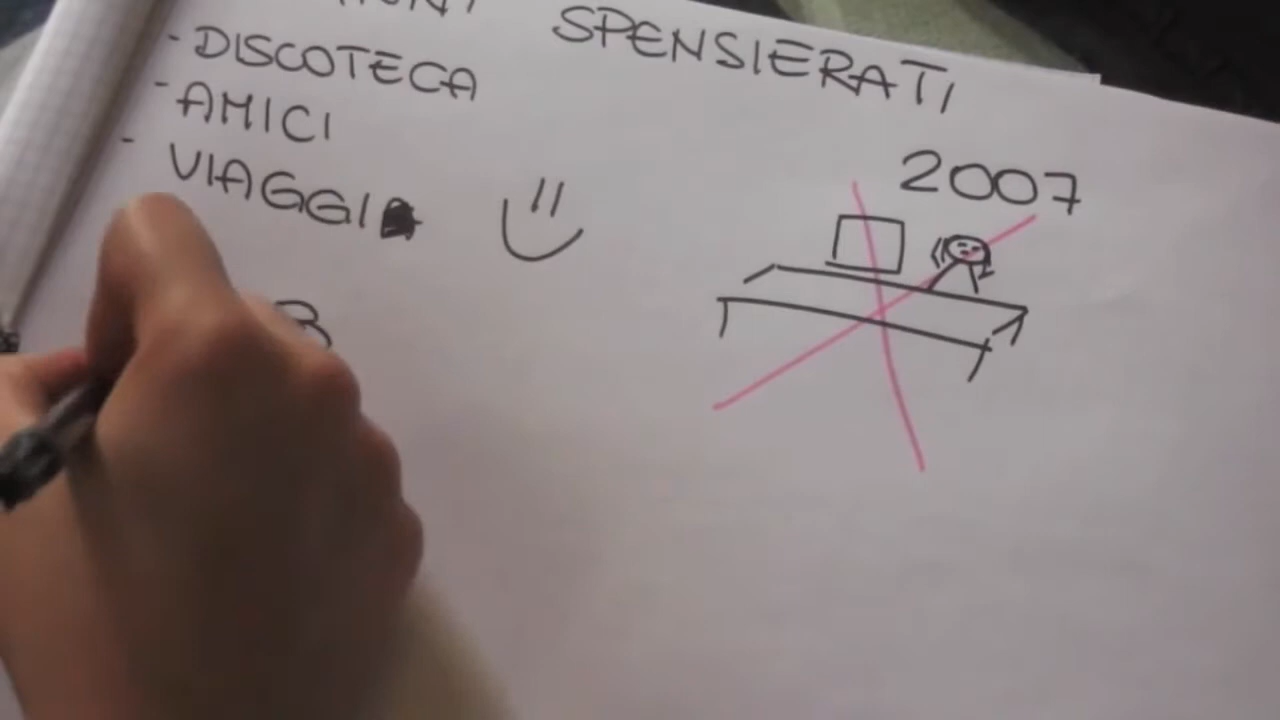 SPENSIERATI
- DISCOTECA
- AMICI
- VIAGGI
2007